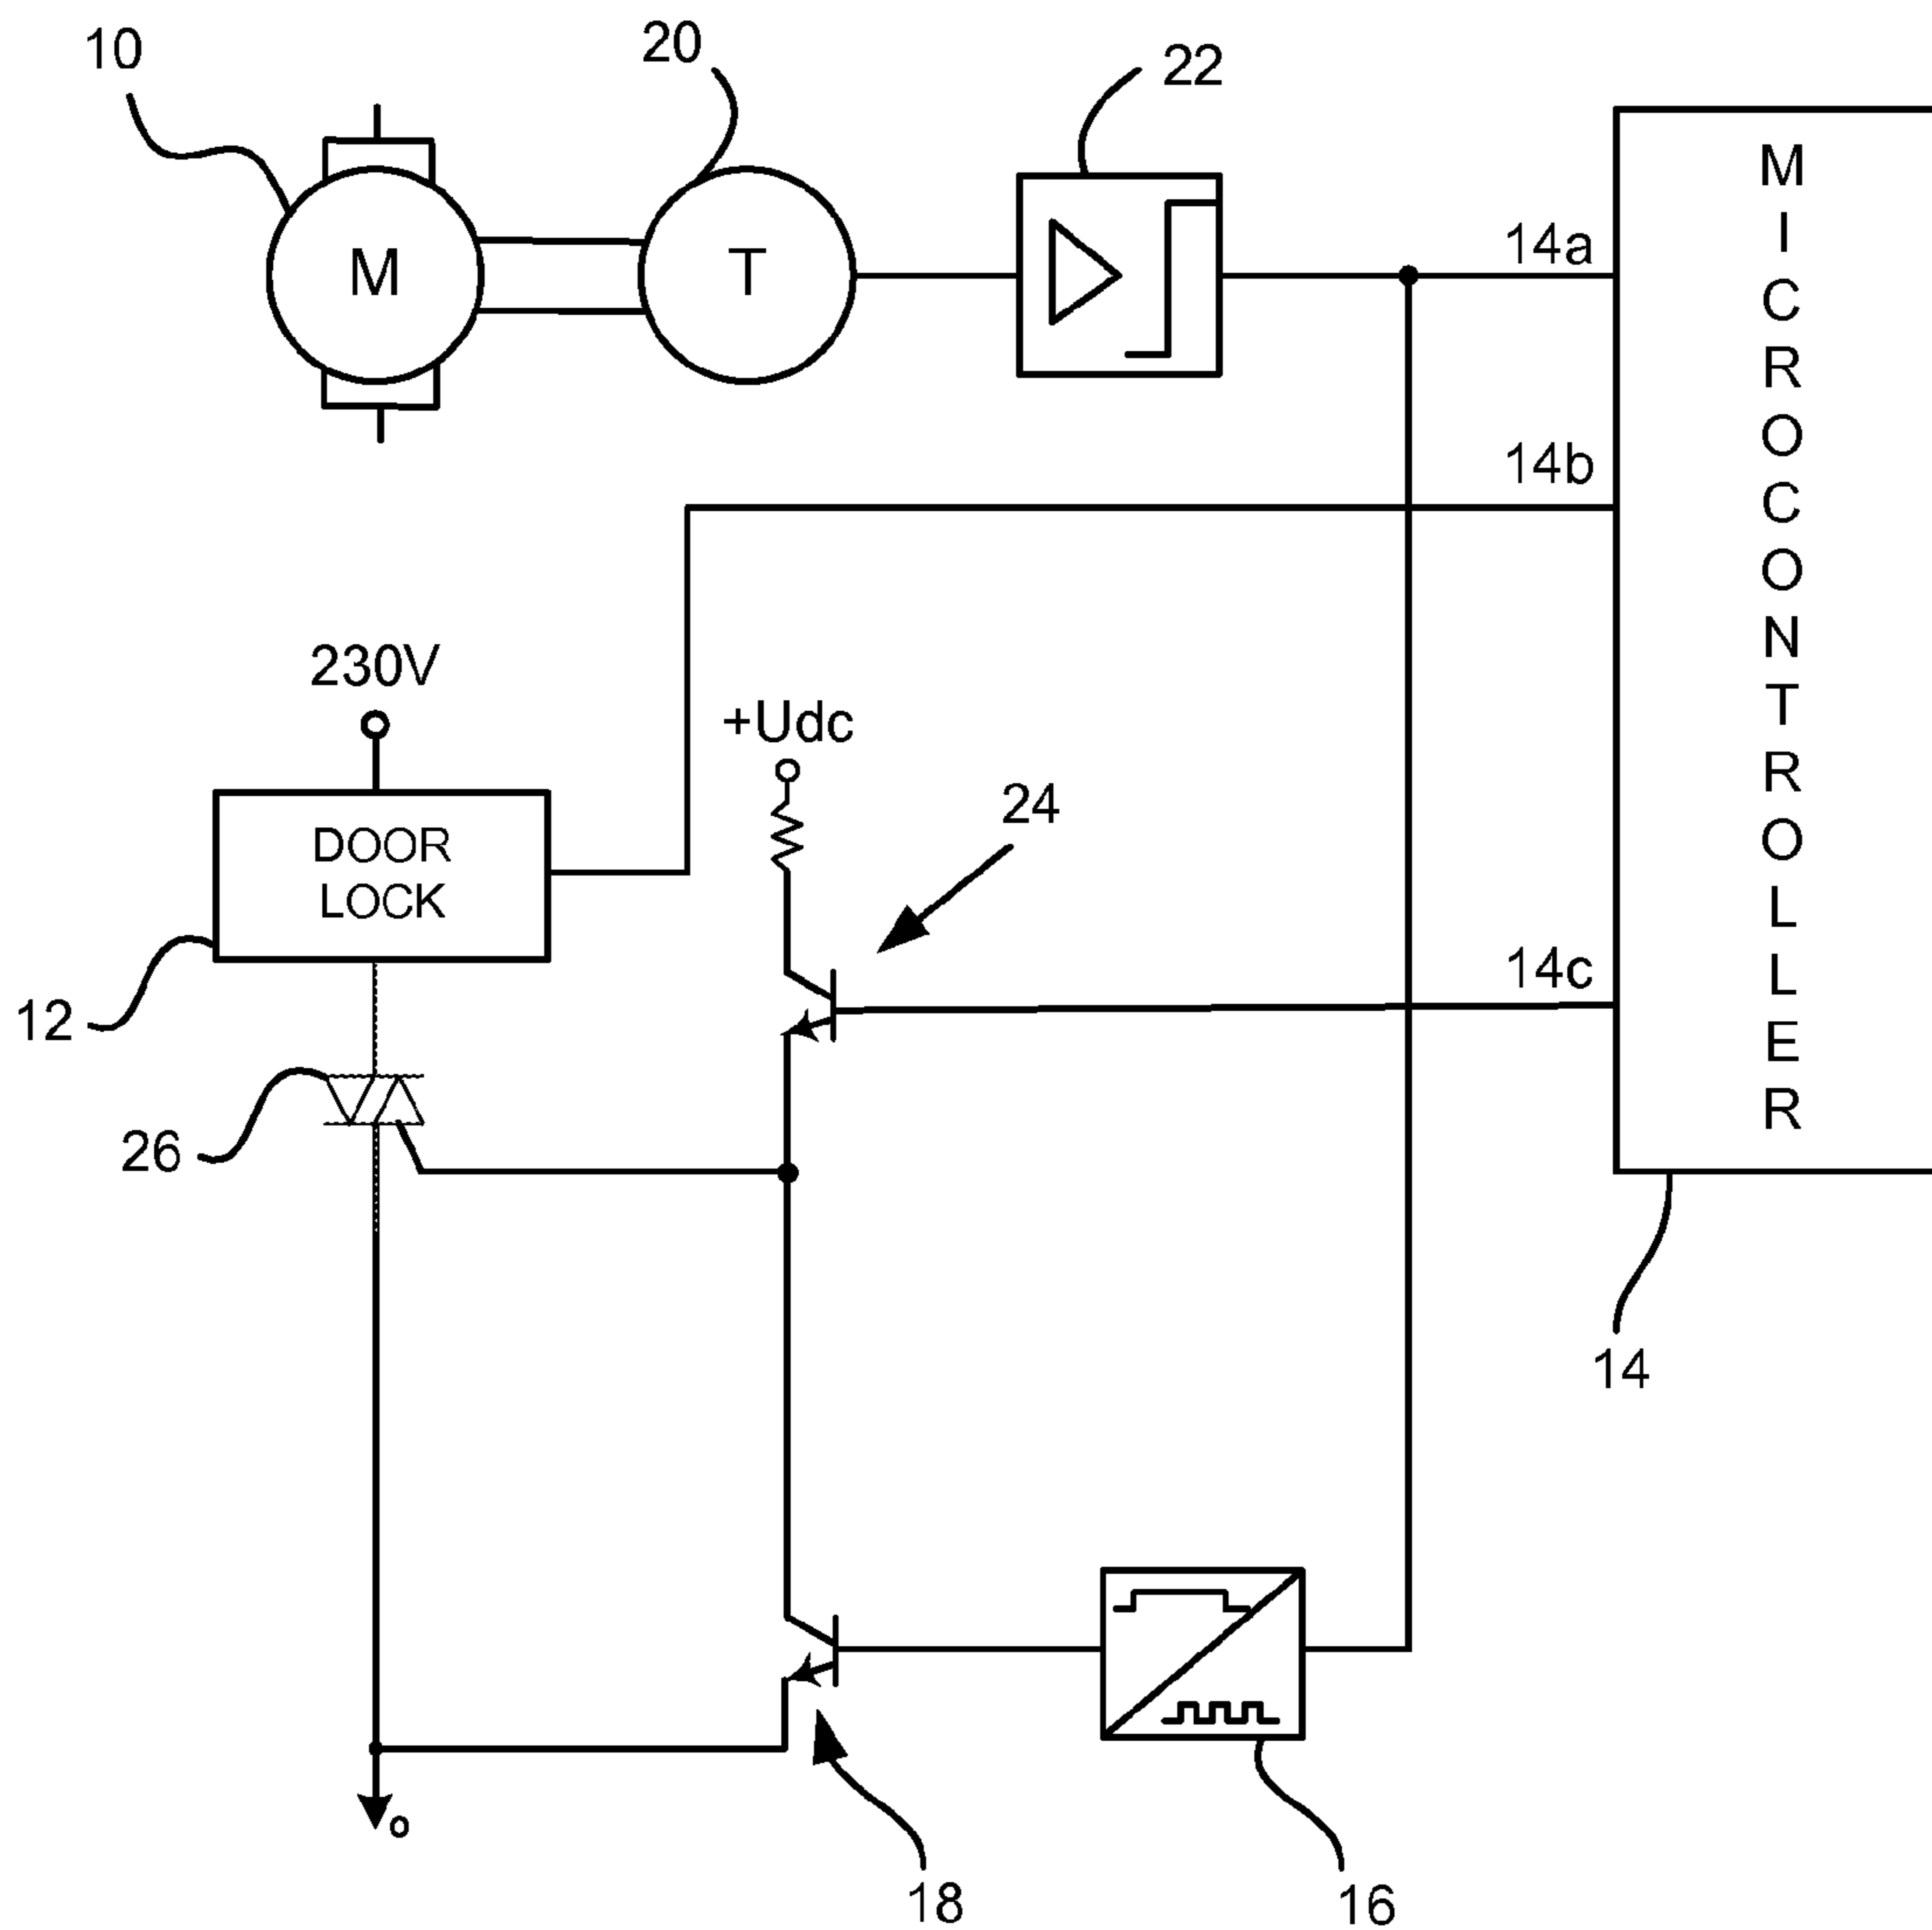 10
20
22
M
T
14a
14b
MICROCONTROLLER
230V
+Udc
24
DOOR
LOCK
14c
12
26
14
o
18
16